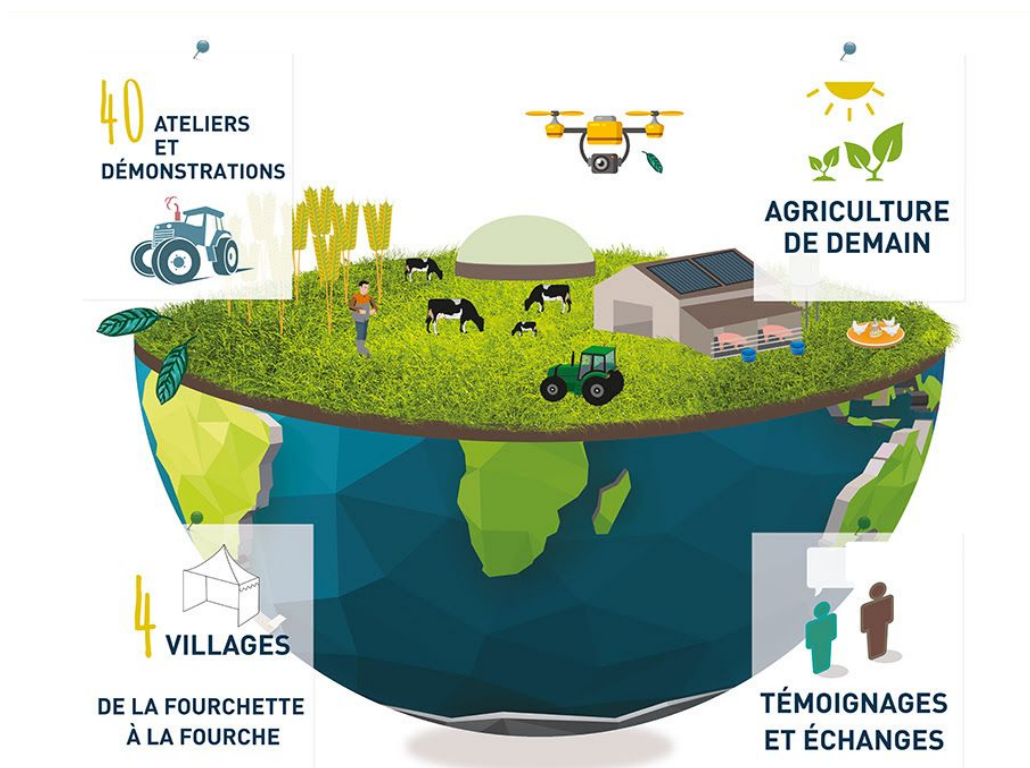 40 ATELIERS
ET
DÉMONSTRATIONS
AGRICULTURE
DE DEMAIN
4 VILLAGES
DE LA FOURCHETTE
À LA FOURCHE
TÉMOIGNAGES
ET ÉCHANGES